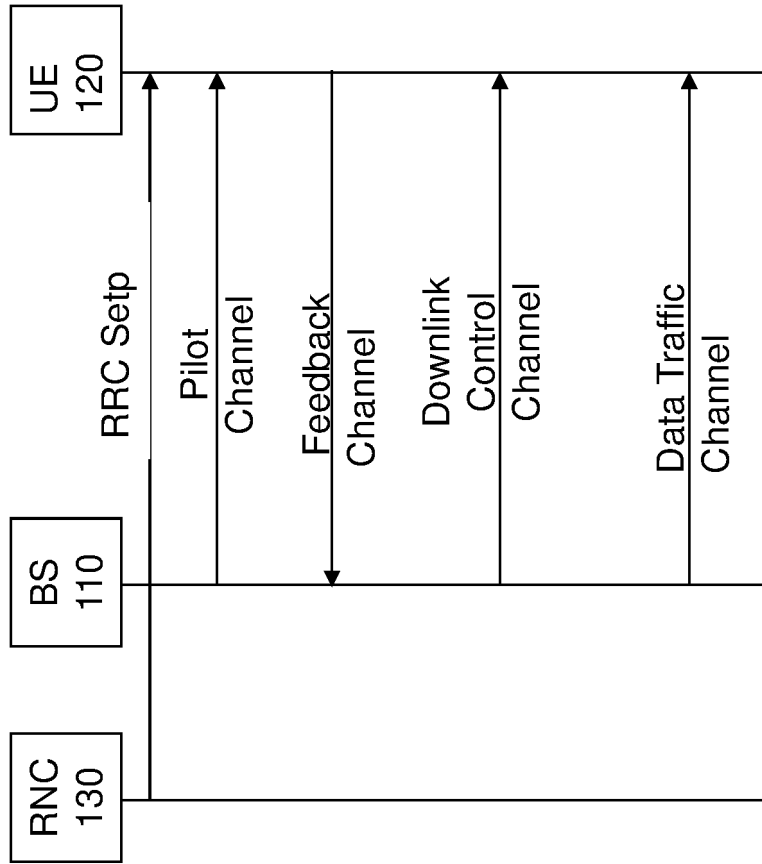 RNC
130
BS
110
UE
120
RRC Setp
Pilot
Channel
Feedback
Channel
Downlink
Control
Channel
Data Traffic
Channel